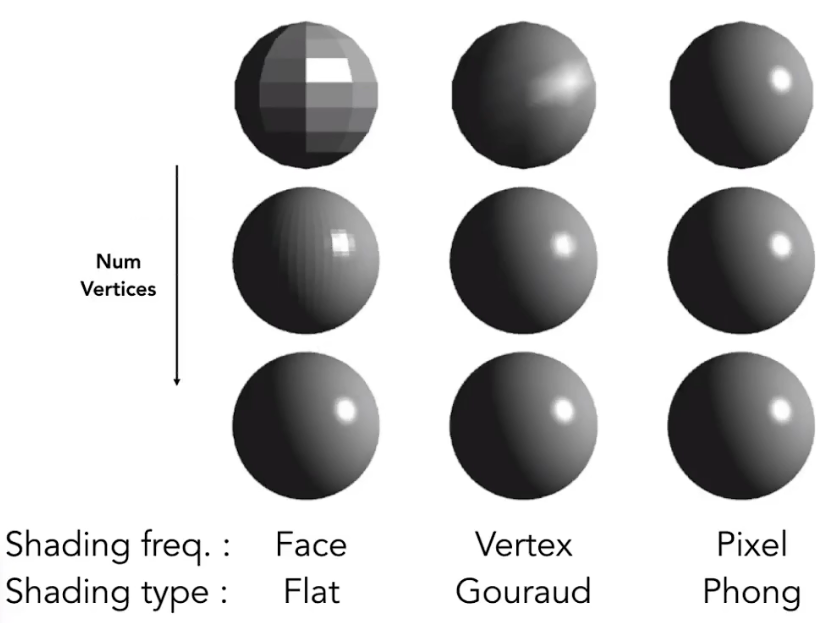 Num
Vertices
Shading freq. : Face Vertex Pixel
Shading type : Flat Gouraud Phong